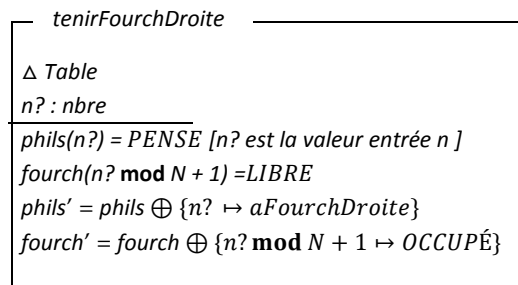 tenirFourchDroite
△ Table
n? : nbre
phils(n?) = PENSE [n? est la valeur entrée n ]
fourch(n? mod N + 1) =LIBRE
phils′ = phils ⊕ {n? ↦ aFourchDroite}
fourch′ = fourch ⊕ {n? mod N + 1 ↦ OCCUPÉ}